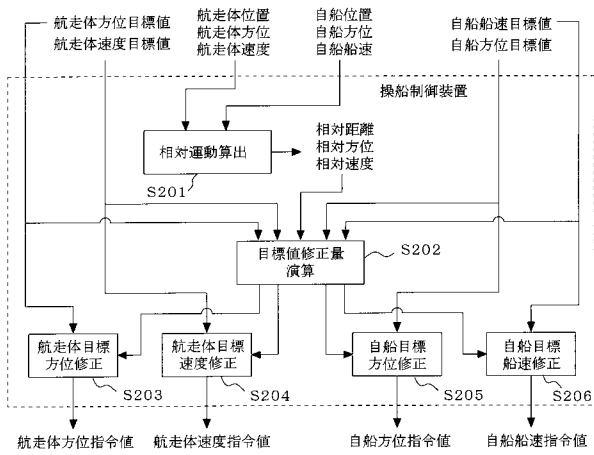 航走体方位目標値
航走体速度目標値
航走体位置
航走体方位
航走体速度
自船位置
自船方位
自船船速
自船船速目標値
自船方位目標値
操船制御装置
相対運動算出
S201
相対距離
相対方位
相対速度
目標値修正量
演算
S202
航走体目標
方位修正
S203
航走体目標
速度修正
S204
自船目標
方位修正
S205
自船目標
船速修正
S206
航走体方位指令値
航走体速度指令値
自船方位指令値
自船船速指令値